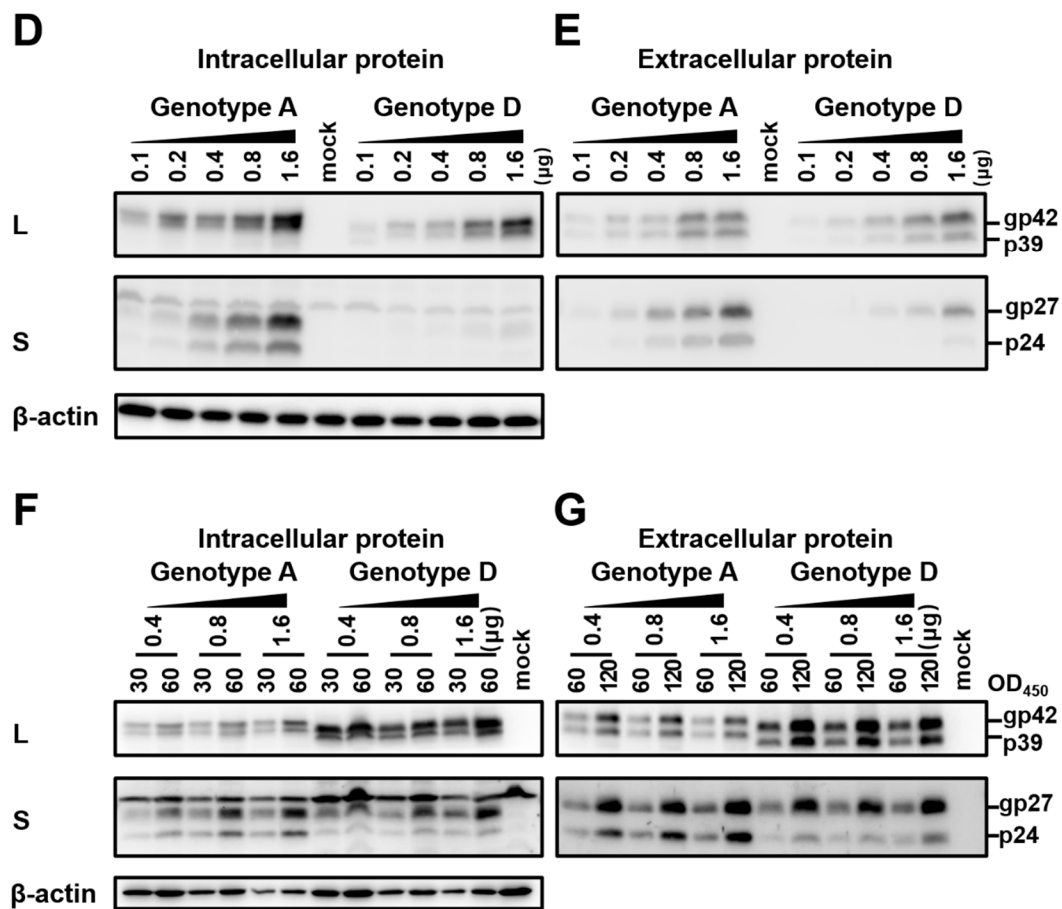 D
Intracellular protein
Genotype A
mock
Genotype D
0.1 0.2 0.4 0.8 1.6 0.1 0.2 0.4 0.8 1.6 (μg)
L
S
β-actin
E
Extracellular protein
Genotype A
mock
Genotype D
0.1 0.2 0.4 0.8 1.6 0.1 0.2 0.4 0.8 1.6 (μg)
gp42
p39
gp27
p24
F
Intracellular protein
Genotype A
Genotype D
0.4 0.8 1.6 0.4 0.8 1.6 (μg)
30 60 30 60 30 60 30 60 30 60 30 60 mock
L
S
β-actin
G
Extracellular protein
Genotype A
Genotype D
0.4 0.8 1.6 0.4 0.8 1.6 (μg)
60 120 60 120 60 120 60 120 60 120 60 120 mock
OD450
gp42
p39
gp27
p24